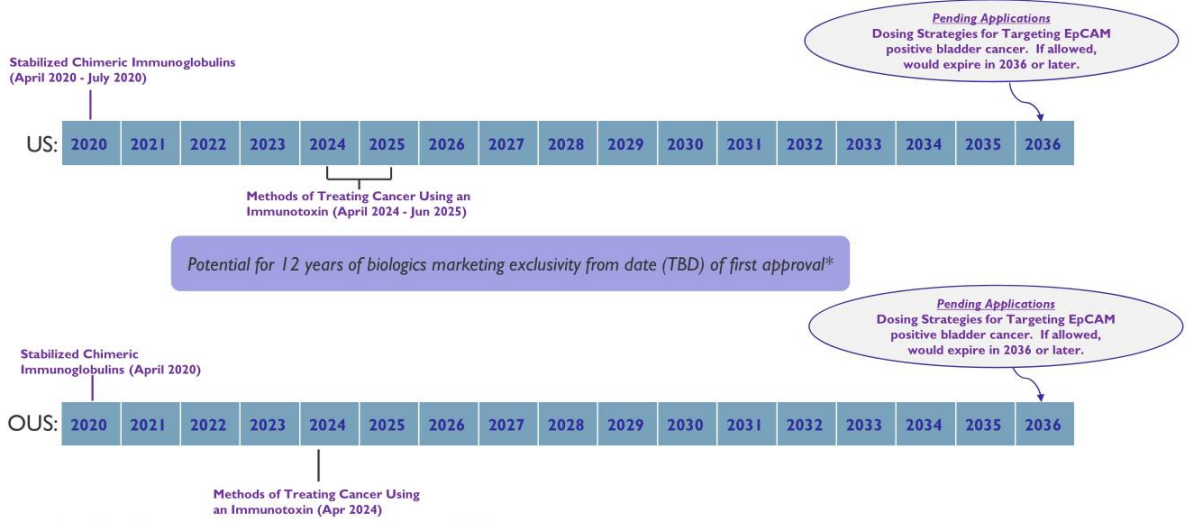 Pending Applications
Dosing Strategies for Targeting EpCAM
positive bladder cancer. If allowed,
would expire in 2036 or later.
Stabilized Chimeric Immunoglobulins
(April 2020 - July 2020)
US: 2020 2021 2022 2023 2024 2025 2026 2027 2028 2029 2030 2031 2032 2033 2034 2035 2036
Methods of Treating Cancer Using an
Immunotoxin (April 2024 - Jun 2025)
Potential for 12 years of biologics marketing exclusivity from date (TBD) of first approval*
Pending Applications
Dosing Strategies for Targeting EpCAM
positive bladder cancer. If allowed,
would expire in 2036 or later.
Stabilized Chimeric
Immunoglobulins (April 2020)
OUS: 2020 2021 2022 2023 2024 2025 2026 2027 2028 2029 2030 2031 2032 2033 2034 2035 2036
Methods of Treating Cancer Using
an Immunotoxin (Apr 2024)